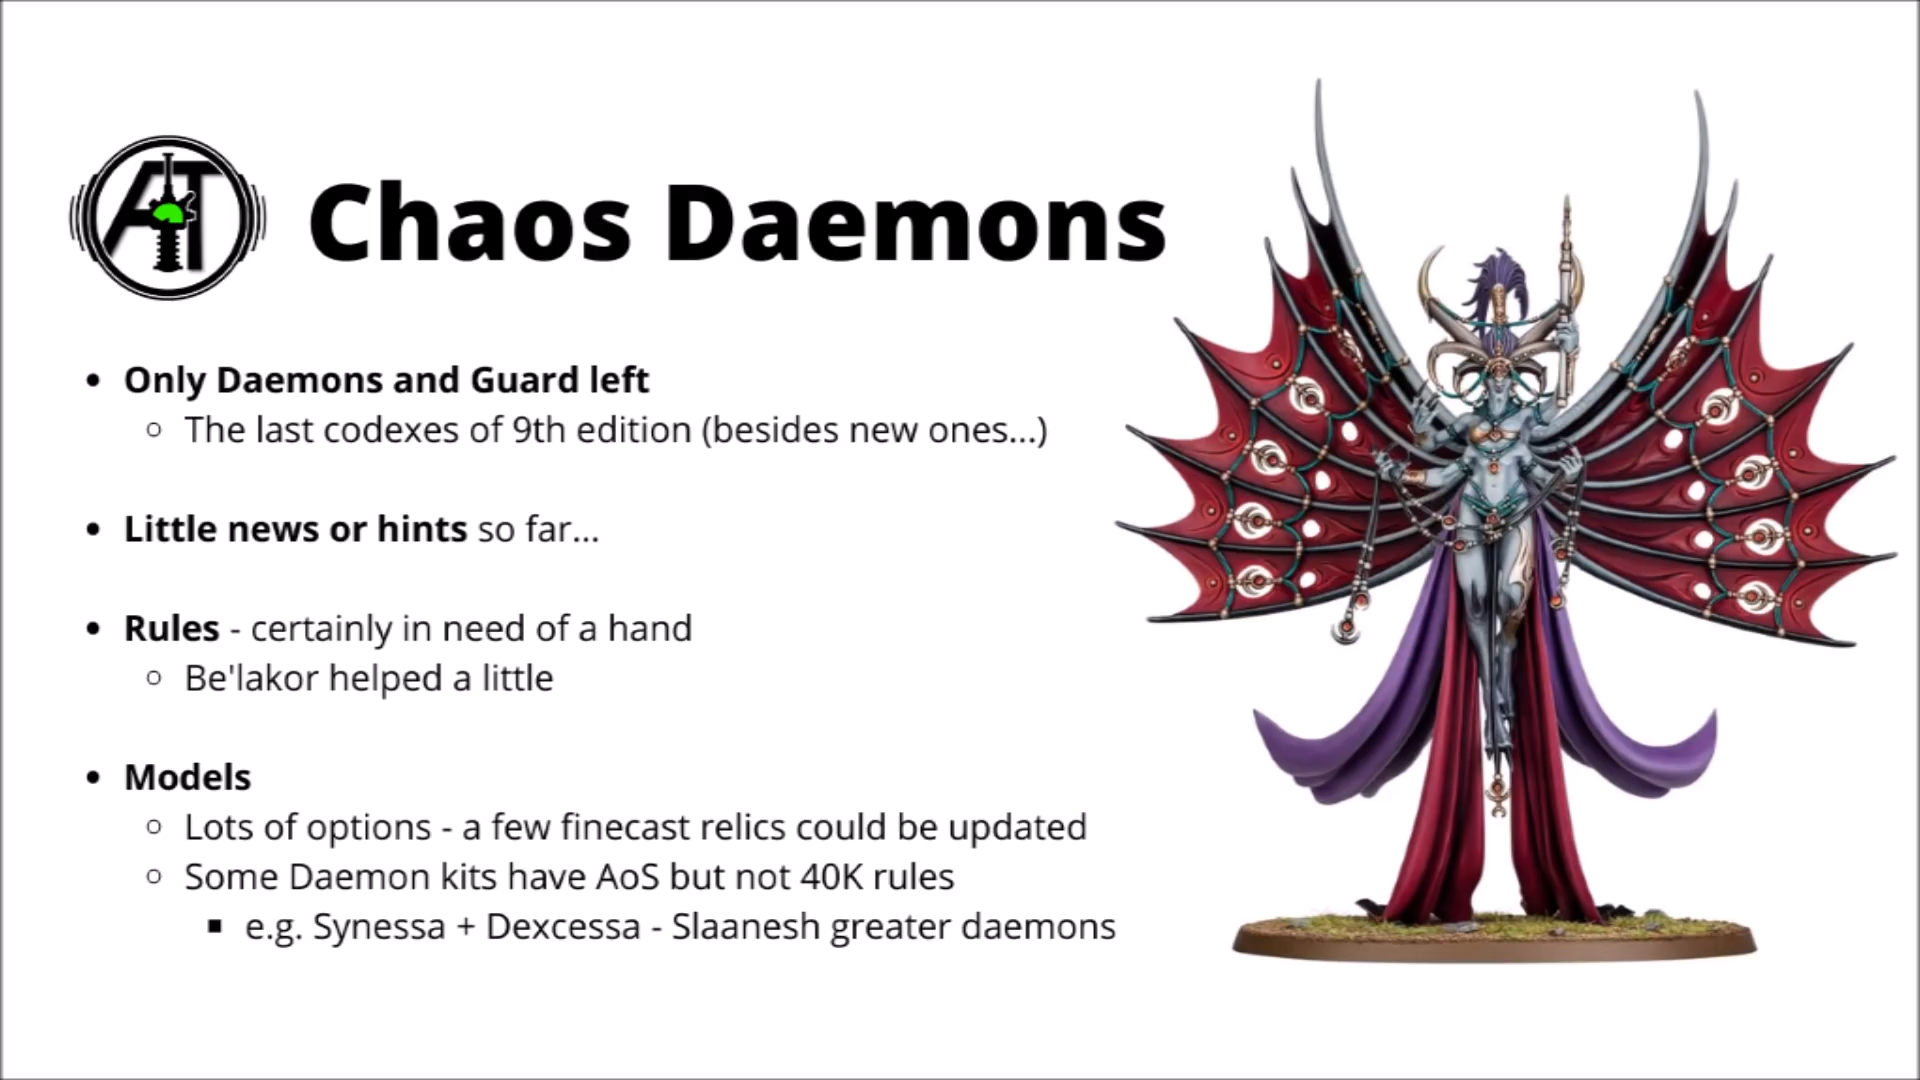 AT
Chaos Daemons
• Only Daemons and Guard left
○ The last codexes of 9th edition (besides new ones...)
• Little news or hints so far...
• Rules - certainly in need of a hand
○ Be'lakor helped a little
• Models
○ Lots of options - a few finecast relics could be updated
○ Some Daemon kits have AoS but not 40K rules
▪ e.g. Synessa + Dexcessa - Slaanesh greater daemons